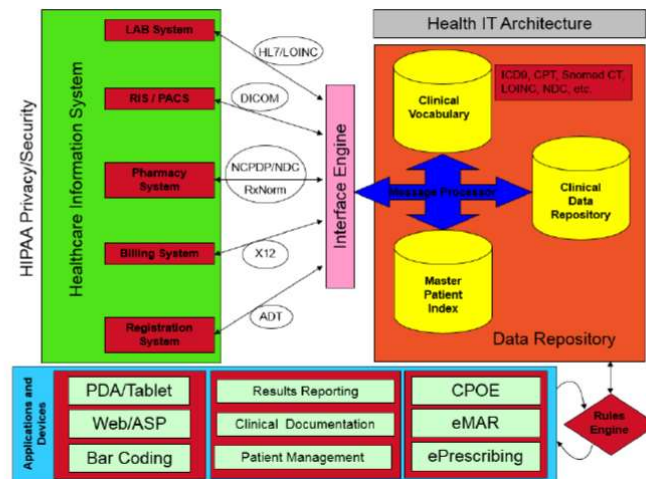 Health IT Architecture
HIPAA Privacy/Security
Healthcare Information System
LAB System
RIS / PACS
Pharmacy
System
Billing System
Registration
System
HL7/LOINC
DICOM
NCPDP/NDC
RxNorm
X12
ADT
Interface Engine
Clinical
Vocabulary
ICD9, CPT, Snomed CT,
LOINC, NDC, etc.
Message Processor
Clinical
Data
Repository
Master
Patient
Index
Data Repository
Applications and
Devices
PDA/Tablet
Web/ASP
Bar Coding
Results Reporting
Clinical Documentation
Patient Management
CPOE
eMAR
ePrescribing
Rules
Engine